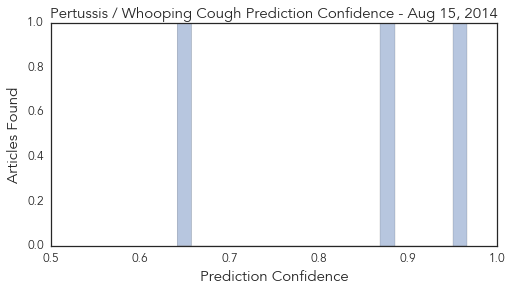 Pertussis / Whooping Cough Prediction Confidence - Aug 15, 2014
1.0
0.8
0.6
0.4
0.2
0.0
Articles Found
0.5 0.6 0.7 0.8 0.9 1.0
Prediction Confidence